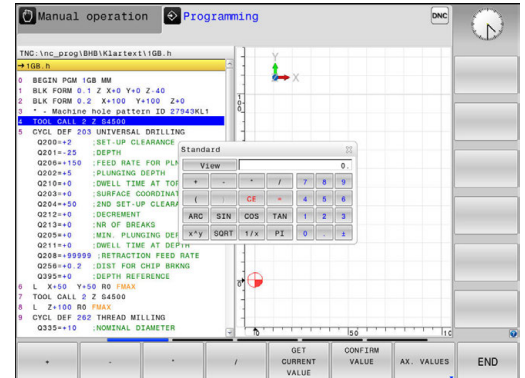 Manual operation
Programming
DNC
TNC:\nc_prog\BHB\Klartext\1GB.h
→1GB.h
0 BEGIN PGM 1GB MM
1 BLK FORM 0.1 Z X+0 Y+0 Z-40
2 BLK FORM 0.2 X+100 Y+100 Z+0
3 * - Machine hole pattern ID 27943KL1
4 TOOL CALL 2 Z S4500
5 CYCL DEF 203 UNIVERSAL DRILLING
Q200=+2 ;SET-UP CLEARANCE
Q201=-25 ;DEPTH
Q206=+150 ;FEED RATE FOR PLN
Q202=+5 ;PLUNGING DEPTH
Q210=+0 ;DWELL TIME AT TOP
Q203=+0 ;SURFACE COORDINAT
Q204=+50 ;2ND SET-UP CLEARA
Q212=+0 ;DECREMENT
Q213=+0 ;NR OF BREAKS
Q205=+0 ;MIN. PLUNGING DEP
Q211=+0 ;DWELL TIME AT DEPTH
Q208=+99999 ;RETRACTION FEED RATE
Q256=+0.2 ;DIST FOR CHIP BRKNG
Q395=+0 ;DEPTH REFERENCE
6 L X+50 Y+50 R0 FMAX
7 TOOL CALL 2 Z S4500
8 L Z+100 R0 FMAX
9 CYCL DEF 262 THREAD MILLING
Q335=+10 ;NOMINAL DIAMETER
Y
X
100
0
0
50
10
Standard
View 0.
+ - * / 7 8 9
( ) CE = 4 5 6
ARC SIN COS TAN 1 2 3
x^y SQRT 1/x PI 0 . ±
+
-
*
/
GET CURRENT VALUE
CONFIRM VALUE
AX. VALUES
END